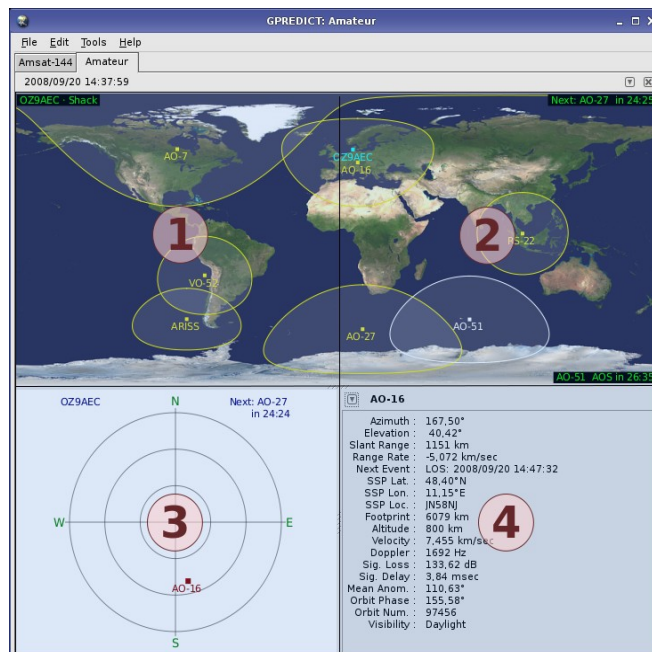 GPREDICT: Amateur
File Edit Tools Help
Amsat-144 Amateur
2008/09/20 14:37:59
OZ9AEC - Shack
Next: AO-27 in 24:25
AO-7
OZ9AEC
AO-16
1
2
RS-22
VO-52
ARISS
AO-27
AO-51
AO-51 AOS in 26:35
OZ9AEC
N
Next: AO-27
in 24:24
W
3
E
AO-16
S
AO-16
Azimuth : 167,50°
Elevation : 40,42°
Slant Range : 1151 km
Range Rate : -5,072 km/sec
Next Event : LOS: 2008/09/20 14:47:32
SSP Lat. : 48,40°N
SSP Lon. : 11,15°E
SSP Loc. : JN58NJ
Footprint : 6079 km
Altitude : 800 km
Velocity : 7,455 km/sec
Doppler : 1692 Hz
Sig. Loss : 133,62 dB
Sig. Delay : 3,84 msec
Mean Anom. : 110,63°
Orbit Phase : 155,58°
Orbit Num. : 97456
Visibility : Daylight
4